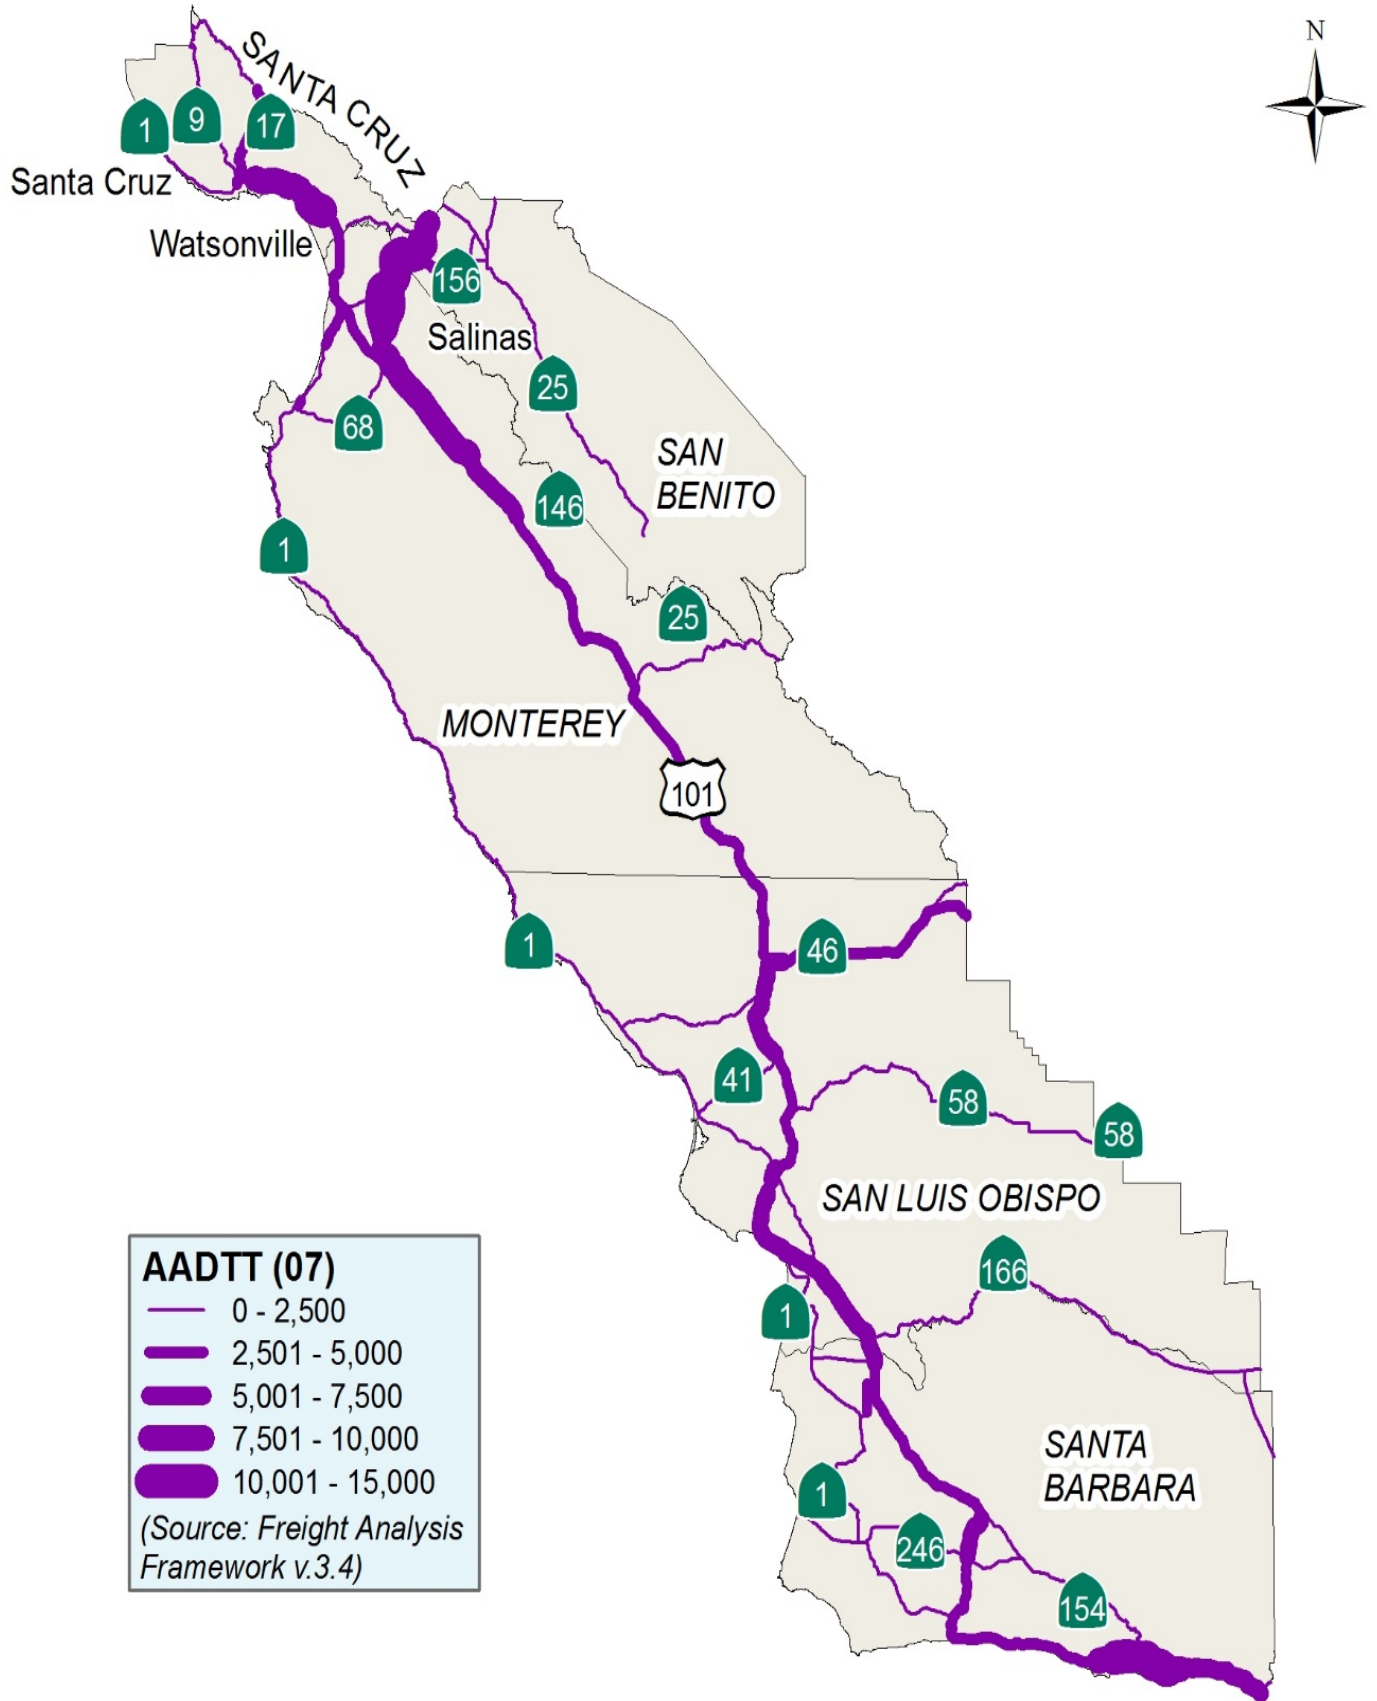 N
SANTA CRUZ
1
9
17
Santa Cruz
Watsonville
156
Salinas
25
68
SAN
BENITO
146
1
25
MONTEREY
101
1
46
41
58
58
SAN LUIS OBISPO
166
1
SANTA
BARBARA
1
246
154
AADTT (07)
0 - 2,500
2,501 - 5,000
5,001 - 7,500
7,501 - 10,000
10,001 - 15,000
(Source: Freight Analysis
Framework v.3.4)